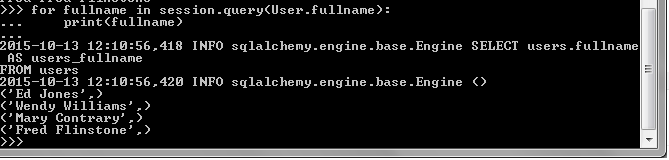 >>> for fullname in session.query(User.fullname):
...     print(fullname)
...
2015-10-13 12:10:56,418 INFO sqlalchemy.engine.base.Engine SELECT users.fullname
 AS users_fullname
FROM users
2015-10-13 12:10:56,420 INFO sqlalchemy.engine.base.Engine ()
('Ed Jones',)
('Wendy Williams',)
('Mary Contrary',)
('Fred Flinstone',)
>>>